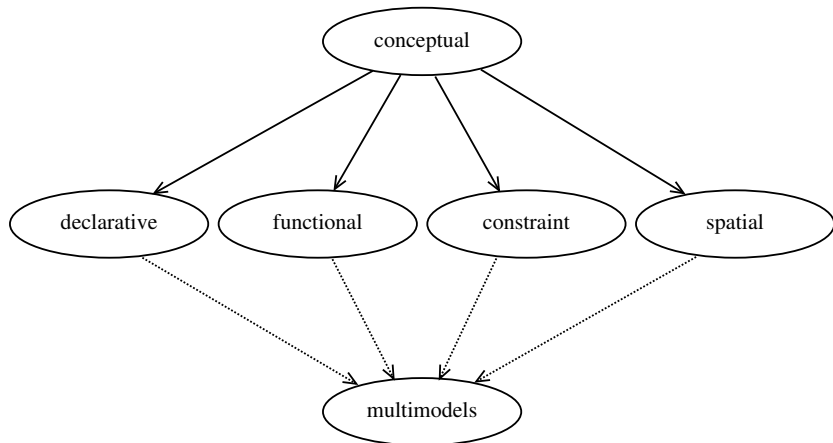 conceptual
declarative
functional
constraint
spatial
multimodels